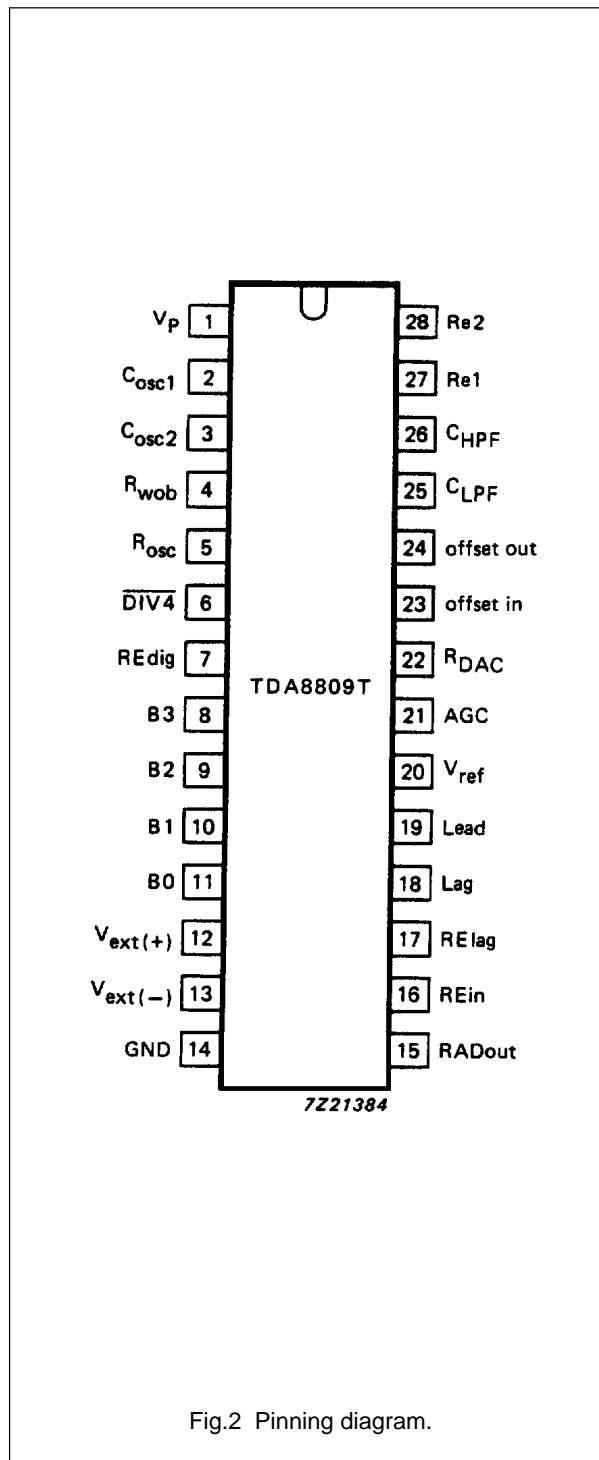 V_P 1 28 Re2
C_osc1 2 27 Re1
C_osc2 3 26 C_HPF
R_wob 4 25 C_LPF
R_osc 5 24 offset out
D̅I̅V̅4̅ 6 23 offset in
REdig 7 22 R_DAC
TDA8809T
B3 8 21 AGC
B2 9 20 V_ref
B1 10 19 Lead
B0 11 18 Lag
V_ext(+) 12 17 RElag
V_ext(−) 13 16 REin
GND 14 15 RADout
7Z21384
Fig.2 Pinning diagram.